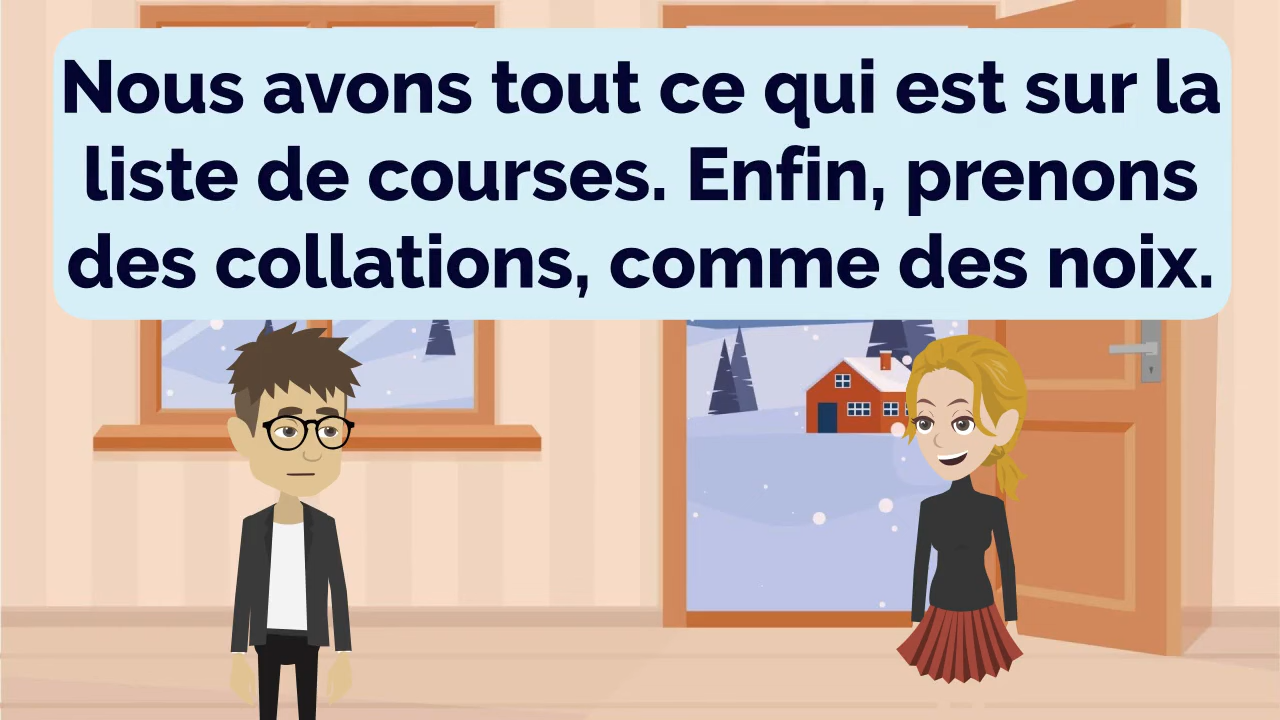 Nous avons tout ce qui est sur la
liste de courses. Enfin, prenons
des collations, comme des noix.